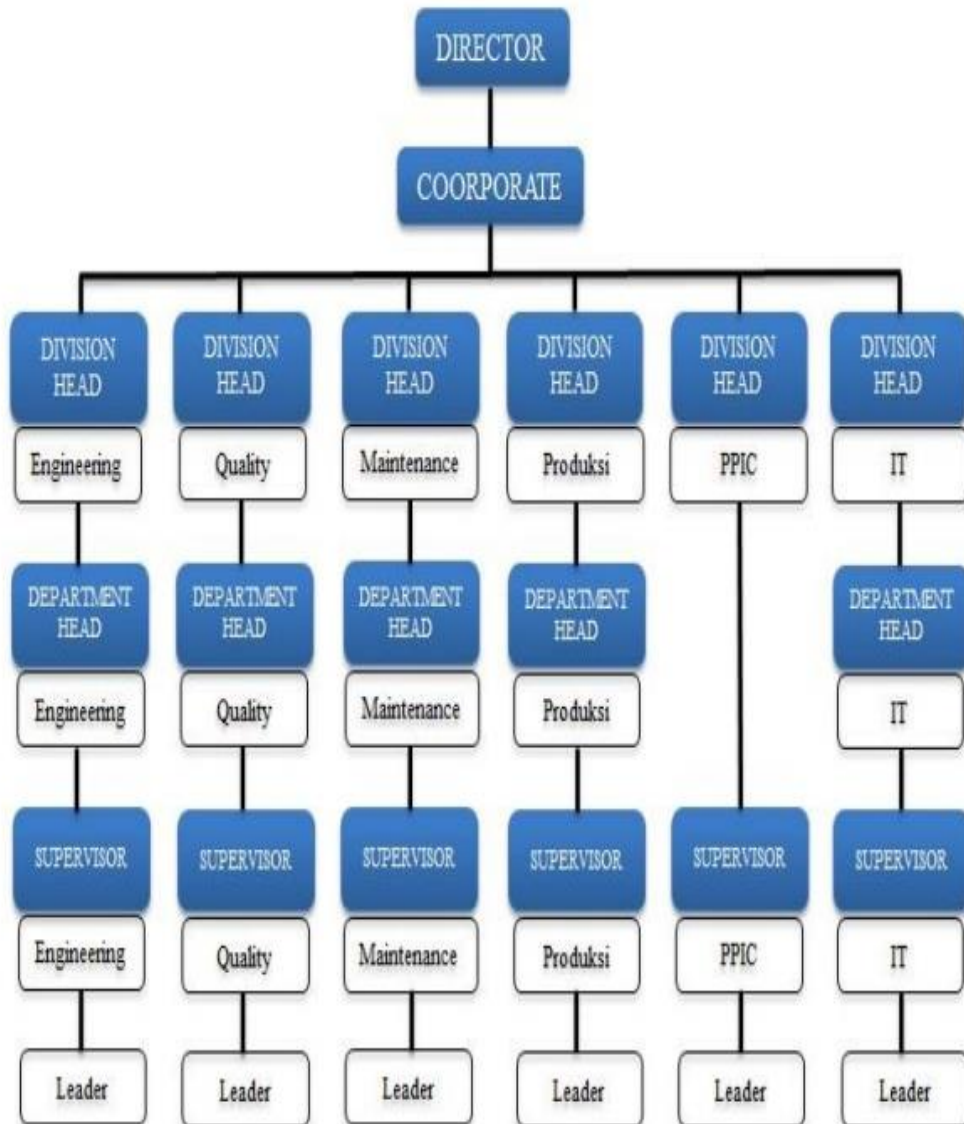 DIRECTOR
COORPORATE
DIVISION
HEAD
DIVISION
HEAD
DIVISION
HEAD
DIVISION
HEAD
DIVISION
HEAD
DIVISION
HEAD
Engineering
Quality
Maintenance
Produksi
PPIC
IT
DEPARTMENT
HEAD
DEPARTMENT
HEAD
DEPARTMENT
HEAD
DEPARTMENT
HEAD
DEPARTMENT
HEAD
Engineering
Quality
Maintenance
Produksi
IT
SUPERVISOR
SUPERVISOR
SUPERVISOR
SUPERVISOR
SUPERVISOR
SUPERVISOR
Engineering
Quality
Maintenance
Produksi
PPIC
IT
Leader
Leader
Leader
Leader
Leader
Leader